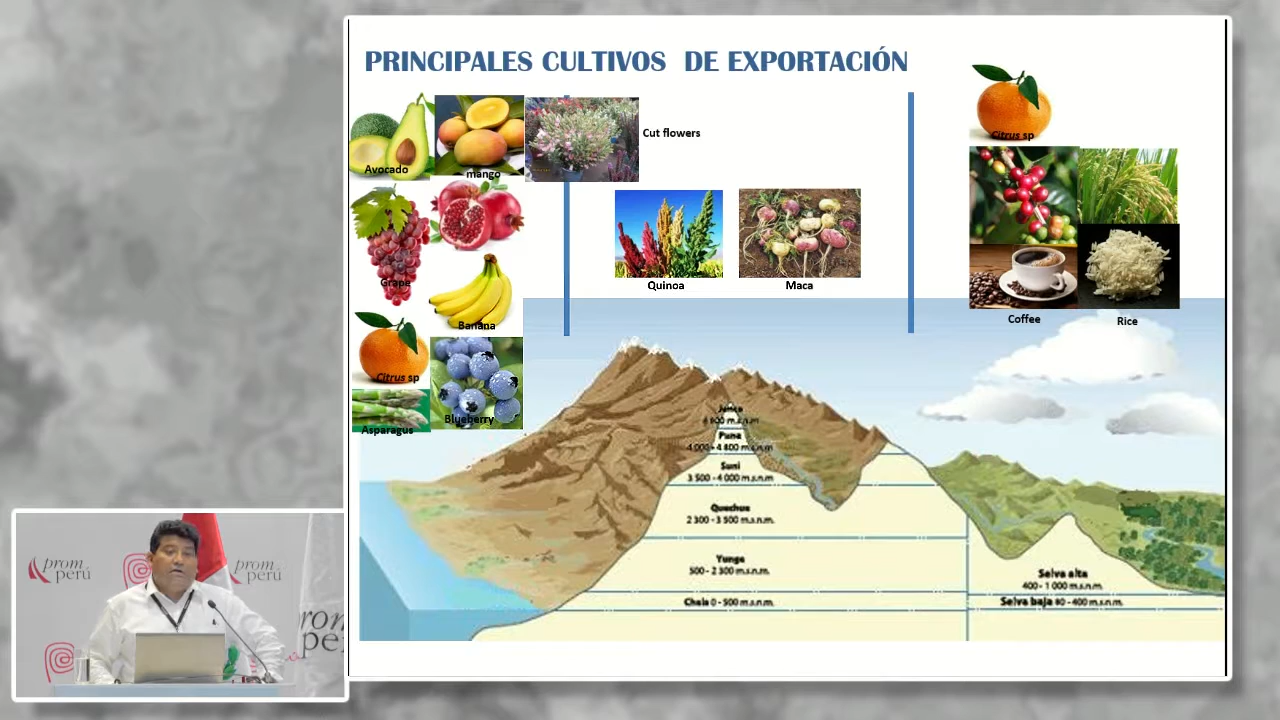 PRINCIPALES CULTIVOS DE EXPORTACIÓN
Avocado
mango
Cut flowers
Grape
Banana
Citrus sp
Blueberry
Asparagus
Quinoa
Maca
Citrus sp
Coffee
Rice
Puna
4 000 - 4 800 m.s.n.m.
Suni
3 500 - 4 000 m.s.n.m.
Quechua
2 300 - 3 500 m.s.n.m.
Yunga
500 - 2 300 m.s.n.m.
Chala 0 - 500 m.s.n.m.
Selva alta
400 - 1 000 m.s.n.m.
Selva baja 80 - 400 m.s.n.m.
prom
perú
prom
perú